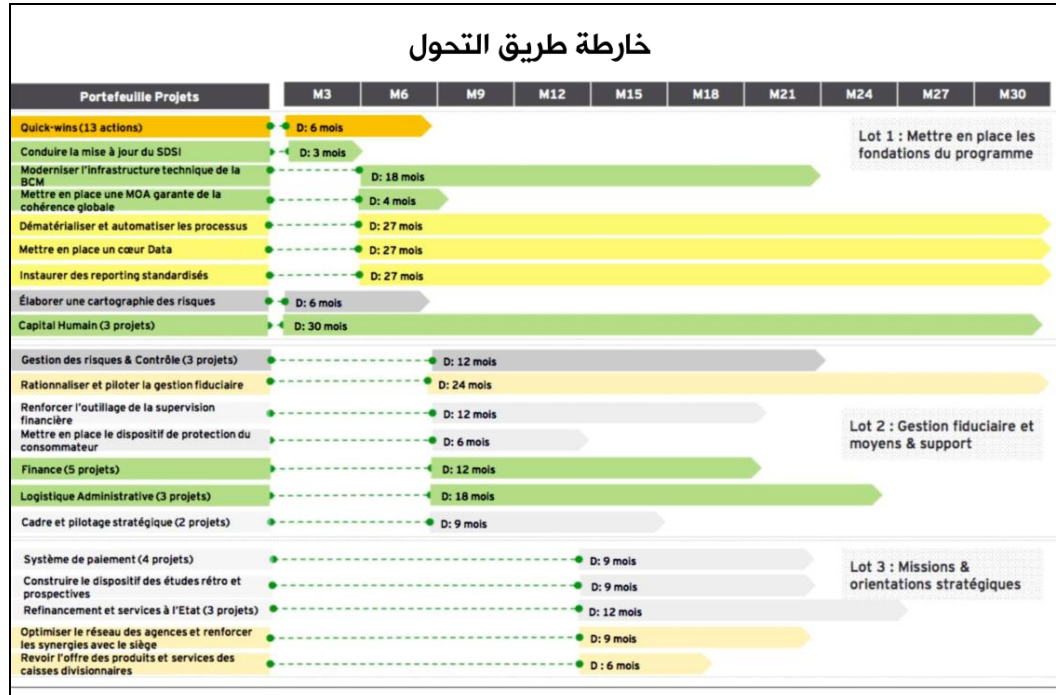 خارطة طريق التحول
Portefeuille Projets M3 M6 M9 M12 M15 M18 M21 M24 M27 M30
Quick-wins (13 actions) D: 6 mois
Conduire la mise à jour du SDSI D: 3 mois
Moderniser l'infrastructure technique de la
BCM D: 18 mois
Mettre en place une MOA garante de la
cohérence globale D: 4 mois
Dématérialiser et automatiser les processus D: 27 mois
Mettre en place un cœur Data D: 27 mois
Instaurer des reporting standardisés D: 27 mois
Élaborer une cartographie des risques D: 6 mois
Capital Humain (3 projets) D: 30 mois
Lot 1 : Mettre en place les
fondations du programme
Gestion des risques & Contrôle (3 projets) D: 12 mois
Rationnaliser et piloter la gestion fiduciaire D: 24 mois
Renforcer l'outillage de la supervision
financière D: 12 mois
Mettre en place le dispositif de protection du
consommateur D: 6 mois
Finance (5 projets) D: 12 mois
Logistique Administrative (3 projets) D: 18 mois
Cadre et pilotage stratégique (2 projets) D: 9 mois
Lot 2 : Gestion fiduciaire et
moyens & support
Système de paiement (4 projets) D: 9 mois
Construire le dispositif des études rétro et
prospectives D: 9 mois
Refinancement et services à l'Etat (3 projets) D: 12 mois
Optimiser le réseau des agences et renforcer
les synergies avec le siège D: 9 mois
Revoir l'offre des produits et services des
caisses divisionnaires D : 6 mois
Lot 3 : Missions &
orientations stratégiques